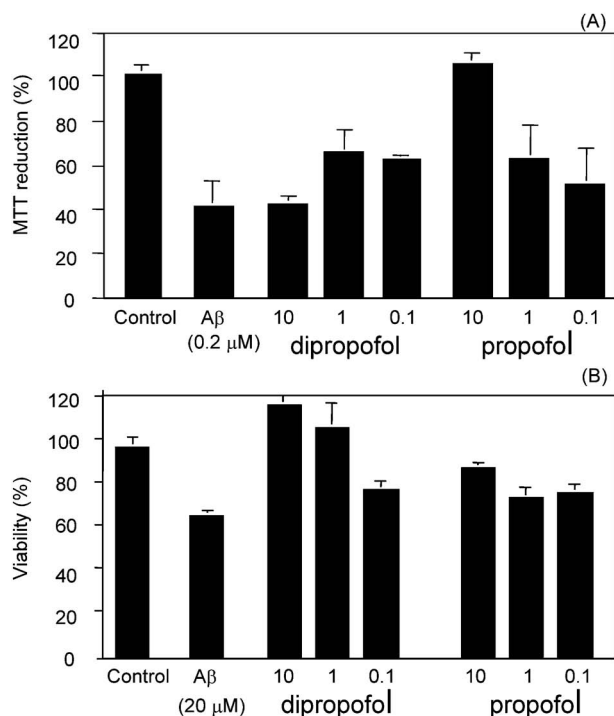 (A)
MTT reduction (%)
120
100
80
60
40
20
0
Control Aβ 10 1 0.1 10 1 0.1
(0.2 μM) dipropofol propofol
(B)
Viability (%)
120
100
80
60
40
20
0
Control Aβ 10 1 0.1 10 1 0.1
(20 μM) dipropofol propofol